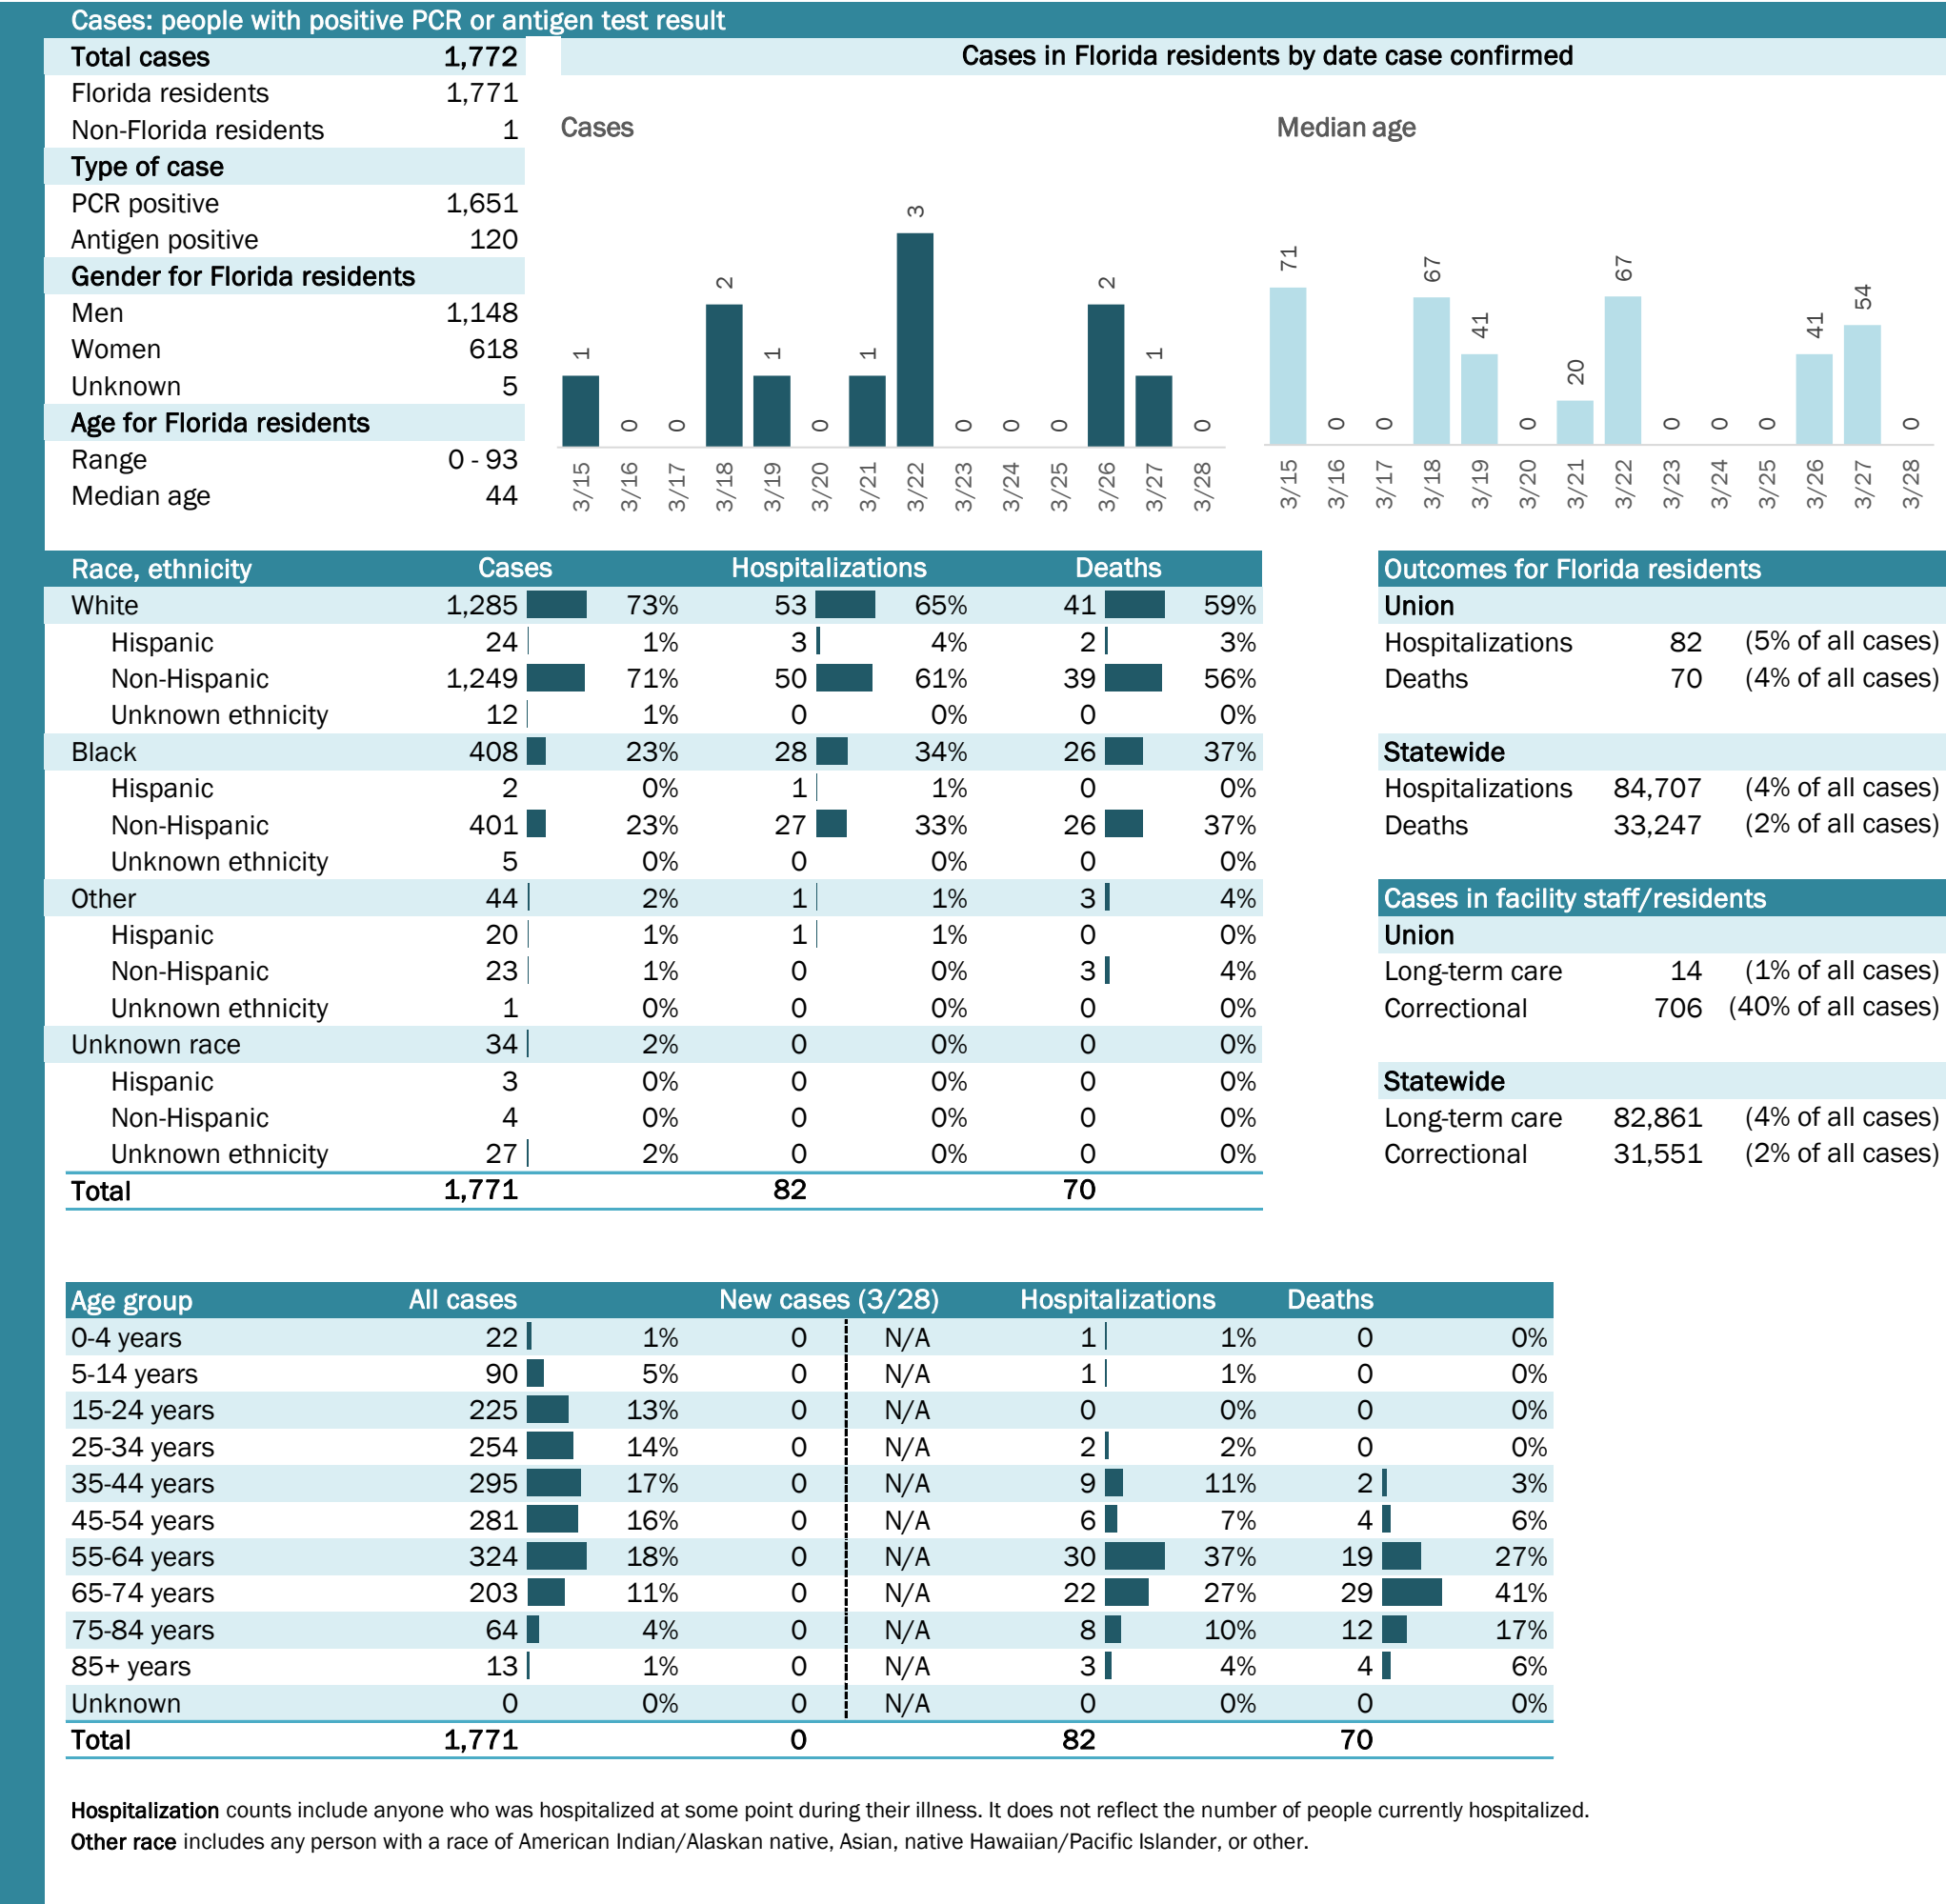 Cases: people with positive PCR or antigen test result
Total cases 1,772
Florida residents 1,771
Non-Florida residents 1
Type of case
PCR positive 1,651
Antigen positive 120
Gender for Florida residents
Men 1,148
Women 618
Unknown 5
Age for Florida residents
Range 0 - 93
Median age 44
Cases in Florida residents by date case confirmed
Cases
1 0 0 2 1 0 1 3 0 0 0 2 1 0
3/15 3/16 3/17 3/18 3/19 3/20 3/21 3/22 3/23 3/24 3/25 3/26 3/27 3/28
Median age
71 0 0 67 41 0 20 67 0 0 0 41 54 0
3/15 3/16 3/17 3/18 3/19 3/20 3/21 3/22 3/23 3/24 3/25 3/26 3/27 3/28
Race, ethnicity Cases Hospitalizations Deaths
White 1,285 73% 53 65% 41 59%
Hispanic 24 1% 3 4% 2 3%
Non-Hispanic 1,249 71% 50 61% 39 56%
Unknown ethnicity 12 1% 0 0% 0 0%
Black 408 23% 28 34% 26 37%
Hispanic 2 0% 1 1% 0 0%
Non-Hispanic 401 23% 27 33% 26 37%
Unknown ethnicity 5 0% 0 0% 0 0%
Other 44 2% 1 1% 3 4%
Hispanic 20 1% 1 1% 0 0%
Non-Hispanic 23 1% 0 0% 3 4%
Unknown ethnicity 1 0% 0 0% 0 0%
Unknown race 34 2% 0 0% 0 0%
Hispanic 3 0% 0 0% 0 0%
Non-Hispanic 4 0% 0 0% 0 0%
Unknown ethnicity 27 2% 0 0% 0 0%
Total 1,771 82 70
Outcomes for Florida residents
Union
Hospitalizations 82 (5% of all cases)
Deaths 70 (4% of all cases)
Statewide
Hospitalizations 84,707 (4% of all cases)
Deaths 33,247 (2% of all cases)
Cases in facility staff/residents
Union
Long-term care 14 (1% of all cases)
Correctional 706 (40% of all cases)
Statewide
Long-term care 82,861 (4% of all cases)
Correctional 31,551 (2% of all cases)
Age group All cases New cases (3/28) Hospitalizations Deaths
0-4 years 22 1% 0 N/A 1 1% 0 0%
5-14 years 90 5% 0 N/A 1 1% 0 0%
15-24 years 225 13% 0 N/A 0 0% 0 0%
25-34 years 254 14% 0 N/A 2 2% 0 0%
35-44 years 295 17% 0 N/A 9 11% 2 3%
45-54 years 281 16% 0 N/A 6 7% 4 6%
55-64 years 324 18% 0 N/A 30 37% 19 27%
65-74 years 203 11% 0 N/A 22 27% 29 41%
75-84 years 64 4% 0 N/A 8 10% 12 17%
85+ years 13 1% 0 N/A 3 4% 4 6%
Unknown 0 0% 0 N/A 0 0% 0 0%
Total 1,771 0 82 70
Hospitalization counts include anyone who was hospitalized at some point during their illness. It does not reflect the number of people currently hospitalized.
Other race includes any person with a race of American Indian/Alaskan native, Asian, native Hawaiian/Pacific Islander, or other.